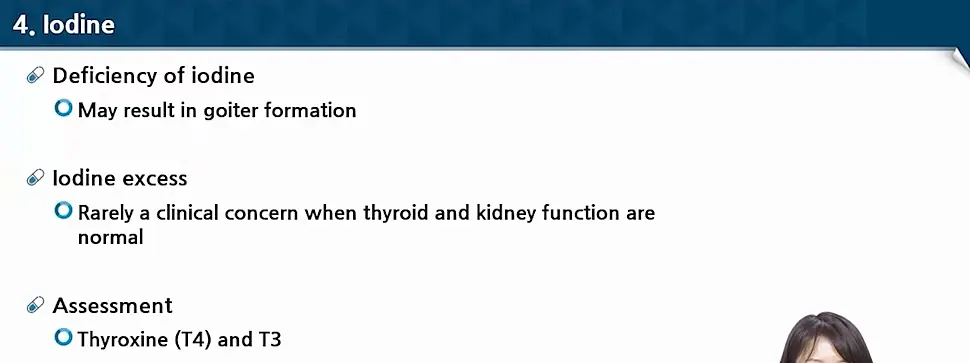 4. Iodine
Deficiency of iodine
May result in goiter formation
Iodine excess
Rarely a clinical concern when thyroid and kidney function are
normal
Assessment
Thyroxine (T4) and T3